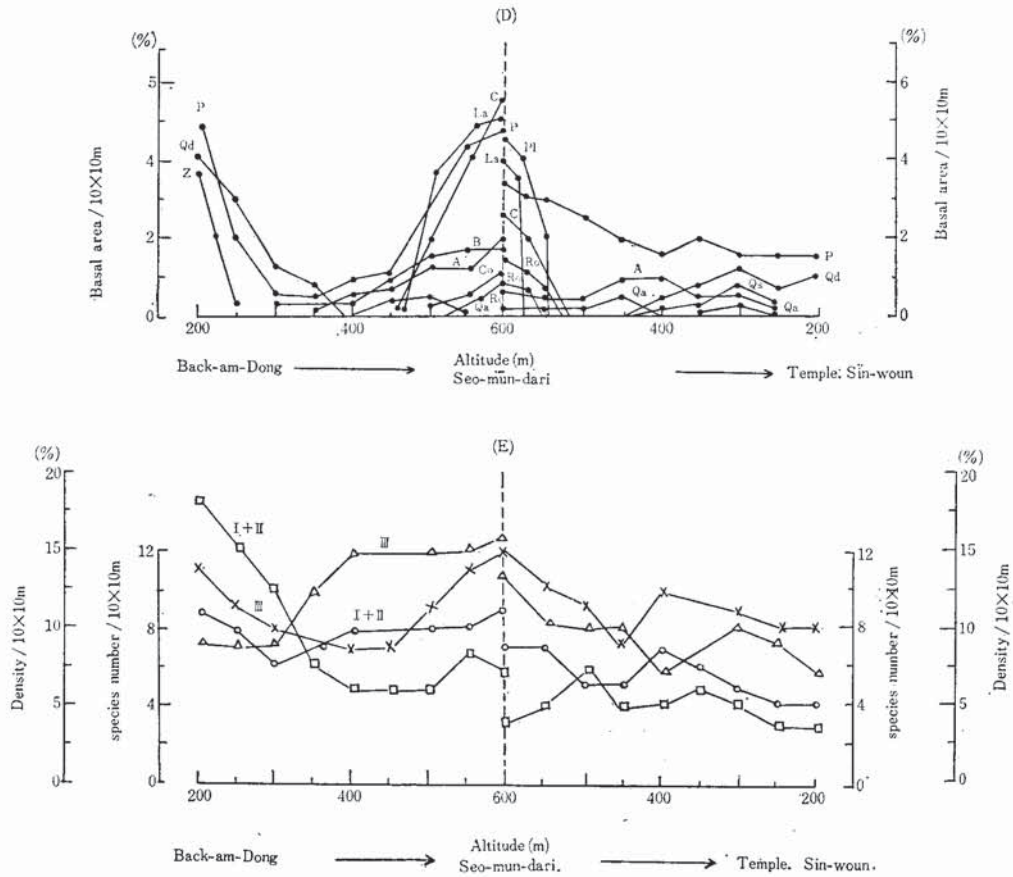 (D)
(%)
(%)
5
4
2
0
6
4
2
0
Basal area / 10×10m
Basal area / 10×10m
P
Qd
Z
La
C
P
Pl
La
C
B
A
Co
Ro
Qa
A
Qa
Qs
P
Qd
Qa
200
400
600
400
200
Back-am-Dong
Altitude (m)
Seo-mun-dari
Temple: Sin-woun
(E)
(%)
(%)
20
15
10
5
0
12
8
4
0
12
8
4
0
20
15
10
5
0
Density / 10×10m
species number / 10×10m
species number / 10×10m
Density / 10×10m
I+II
III
III
I+II
200
400
600
400
200
Back-am-Dong
Altitude (m)
Seo-mun-dari.
Temple. Sin-woun.